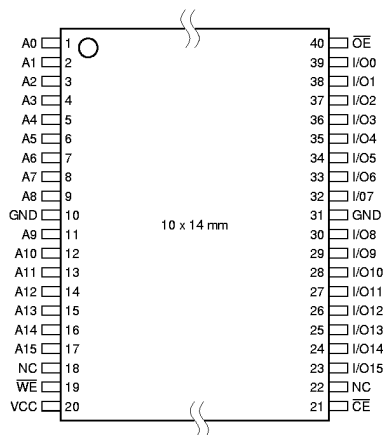 A0 1 40 OE
A1 2 39 I/O0
A2 3 38 I/O1
A3 4 37 I/O2
A4 5 36 I/O3
A5 6 35 I/O4
A6 7 34 I/O5
A7 8 33 I/O6
A8 9 32 I/07
GND 10 31 GND
10 x 14 mm
A9 11 30 I/O8
A10 12 29 I/O9
A11 13 28 I/O10
A12 14 27 I/O11
A13 15 26 I/O12
A14 16 25 I/O13
A15 17 24 I/O14
NC 18 23 I/O15
WE 19 22 NC
VCC 20 21 CE